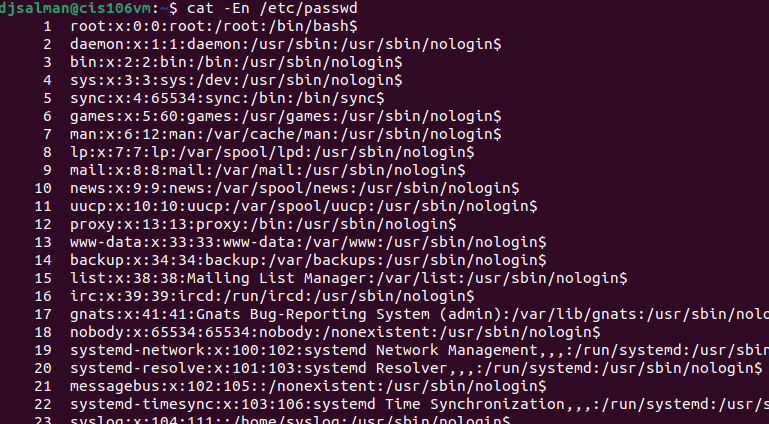 djsalman@cis106vm:~$ cat -En /etc/passwd
1 root:x:0:0:root:/root:/bin/bash$
2 daemon:x:1:1:daemon:/usr/sbin:/usr/sbin/nologin$
3 bin:x:2:2:bin:/bin:/usr/sbin/nologin$
4 sys:x:3:3:sys:/dev:/usr/sbin/nologin$
5 sync:x:4:65534:sync:/bin:/bin/sync$
6 games:x:5:60:games:/usr/games:/usr/sbin/nologin$
7 man:x:6:12:man:/var/cache/man:/usr/sbin/nologin$
8 lp:x:7:7:lp:/var/spool/lpd:/usr/sbin/nologin$
9 mail:x:8:8:mail:/var/mail:/usr/sbin/nologin$
10 news:x:9:9:news:/var/spool/news:/usr/sbin/nologin$
11 uucp:x:10:10:uucp:/var/spool/uucp:/usr/sbin/nologin$
12 proxy:x:13:13:proxy:/bin:/usr/sbin/nologin$
13 www-data:x:33:33:www-data:/var/www:/usr/sbin/nologin$
14 backup:x:34:34:backup:/var/backups:/usr/sbin/nologin$
15 list:x:38:38:Mailing List Manager:/var/list:/usr/sbin/nologin$
16 irc:x:39:39:ircd:/run/ircd:/usr/sbin/nologin$
17 gnats:x:41:41:Gnats Bug-Reporting System (admin):/var/lib/gnats:/usr/sbin/nolo
18 nobody:x:65534:65534:nobody:/nonexistent:/usr/sbin/nologin$
19 systemd-network:x:100:102:systemd Network Management,,,:/run/systemd:/usr/sbin
20 systemd-resolve:x:101:103:systemd Resolver,,,:/run/systemd:/usr/sbin/nologin$
21 messagebus:x:102:105::/nonexistent:/usr/sbin/nologin$
22 systemd-timesync:x:103:106:systemd Time Synchronization,,,:/run/systemd:/usr/s
23 syslog:x:104:111::/home/syslog:/usr/sbin/nologin$